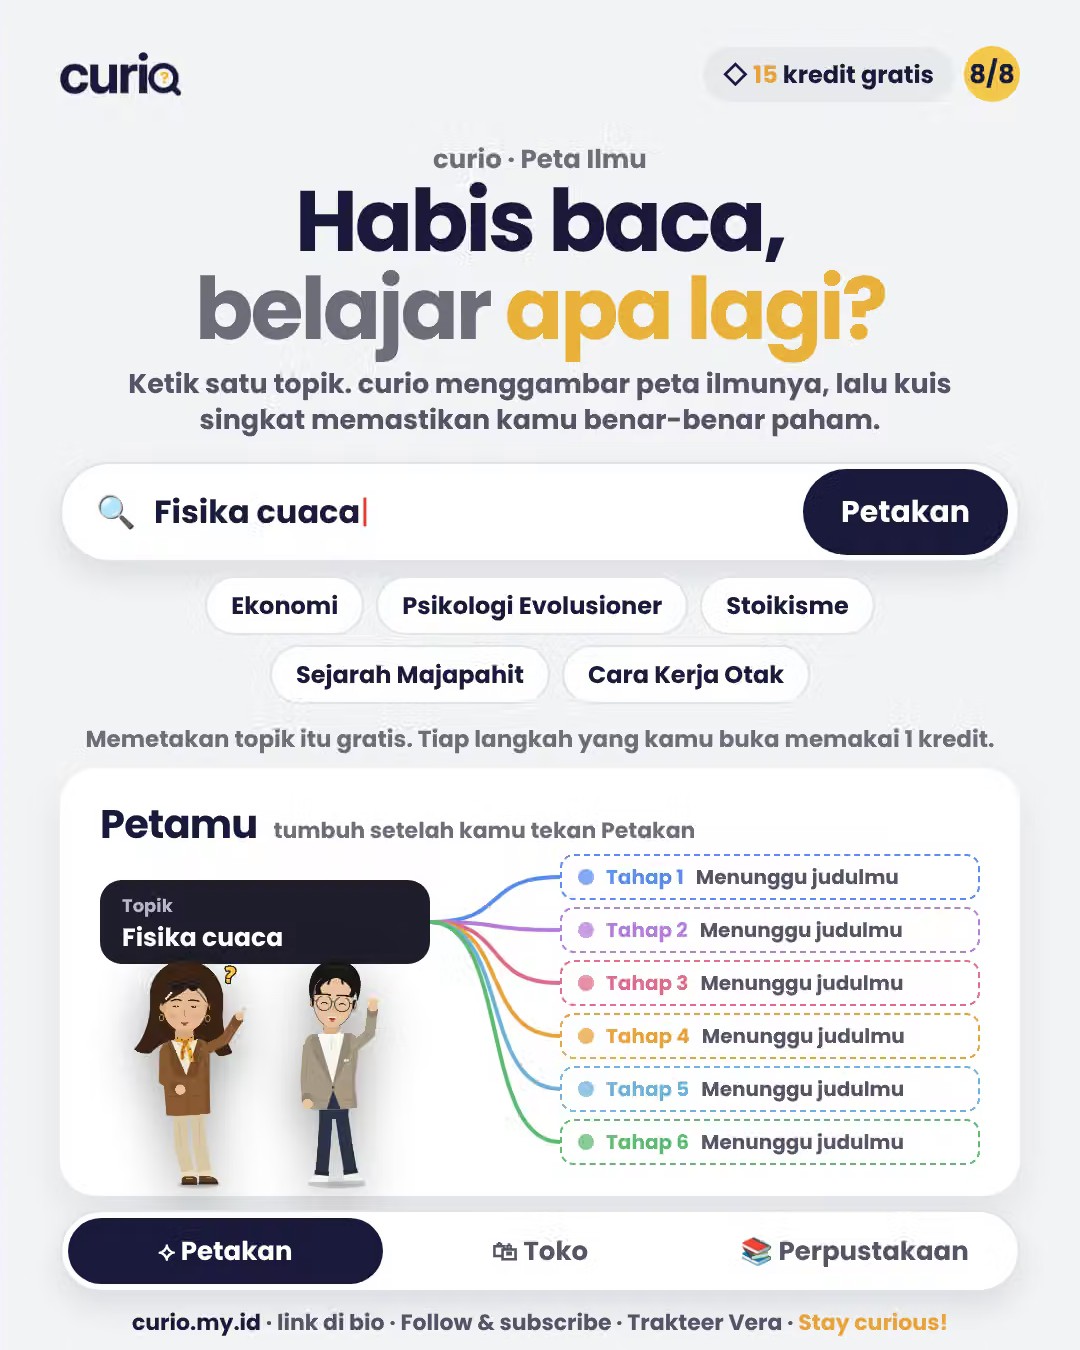 curio
15 kredit gratis
8/8
curio · Peta Ilmu
Habis baca,
belajar apa lagi?
Ketik satu topik. curio menggambar peta ilmunya, lalu kuis
singkat memastikan kamu benar-benar paham.
Fisika cuaca
Petakan
Ekonomi
Psikologi Evolusioner
Stoikisme
Sejarah Majapahit
Cara Kerja Otak
Memetakan topik itu gratis. Tiap langkah yang kamu buka memakai 1 kredit.
Petamu tumbuh setelah kamu tekan Petakan
Topik
Fisika cuaca
?
Tahap 1 Menunggu judulmu
Tahap 2 Menunggu judulmu
Tahap 3 Menunggu judulmu
Tahap 4 Menunggu judulmu
Tahap 5 Menunggu judulmu
Tahap 6 Menunggu judulmu
Petakan
Toko
Perpustakaan
curio.my.id · link di bio · Follow & subscribe · Trakteer Vera · Stay curious!